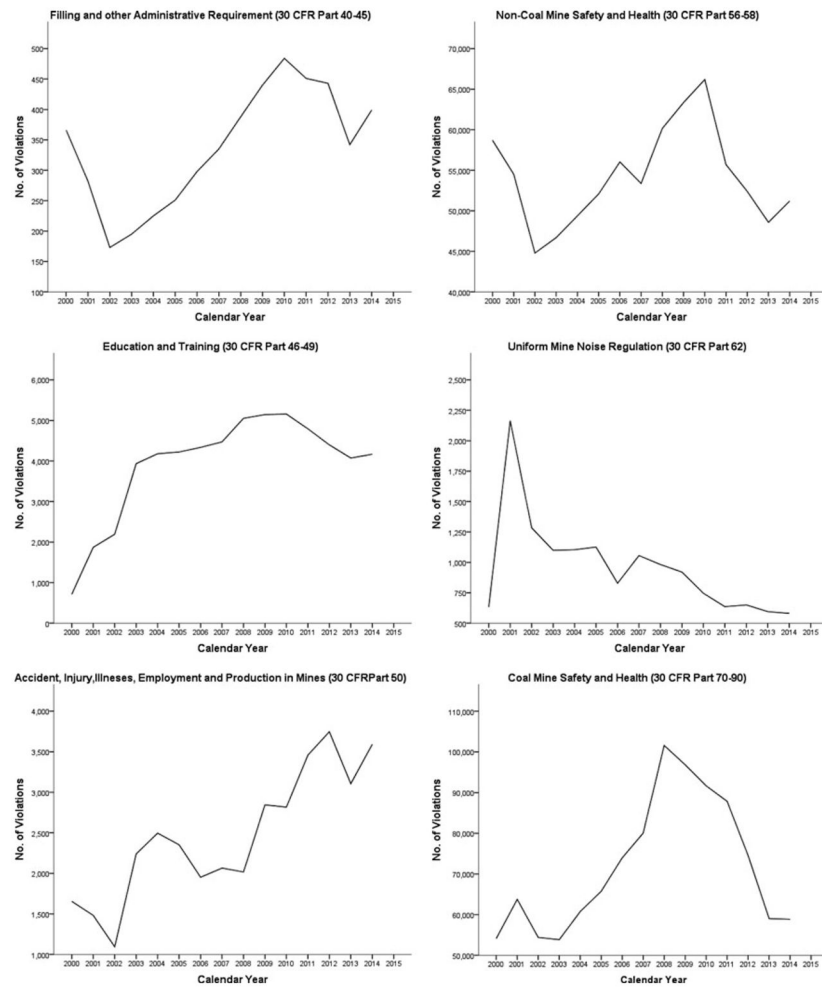 Filling and other Administrative Requirement (30 CFR Part 40-45)
500
450
400
350
300
250
200
150
100
No. of Violations
2000 2001 2002 2003 2004 2005 2006 2007 2008 2009 2010 2011 2012 2013 2014 2015
Calendar Year
Non-Coal Mine Safety and Health (30 CFR Part 56-58)
70,000
65,000
60,000
55,000
50,000
45,000
40,000
No. of Violations
2000 2001 2002 2003 2004 2005 2006 2007 2008 2009 2010 2011 2012 2013 2014 2015
Calendar Year
Education and Training (30 CFR Part 46-49)
6,000
5,000
4,000
3,000
2,000
1,000
0
No. of Violations
2000 2001 2002 2003 2004 2005 2006 2007 2008 2009 2010 2011 2012 2013 2014 2015
Calendar Year
Uniform Mine Noise Regulation (30 CFR Part 62)
2,500
2,250
2,000
1,750
1,500
1,250
1,000
750
500
No. of Violations
2000 2001 2002 2003 2004 2005 2006 2007 2008 2009 2010 2011 2012 2013 2014 2015
Calendar Year
Accident, Injury,Illneses, Employment and Production in Mines (30 CFRPart 50)
4,000
3,500
3,000
2,500
2,000
1,500
1,000
No. of Violations
2000 2001 2002 2003 2004 2005 2006 2007 2008 2009 2010 2011 2012 2013 2014 2015
Calendar Year
Coal Mine Safety and Health (30 CFR Part 70-90)
110,000
100,000
90,000
80,000
70,000
60,000
50,000
No. of Violations
2000 2001 2002 2003 2004 2005 2006 2007 2008 2009 2010 2011 2012 2013 2014 2015
Calendar Year